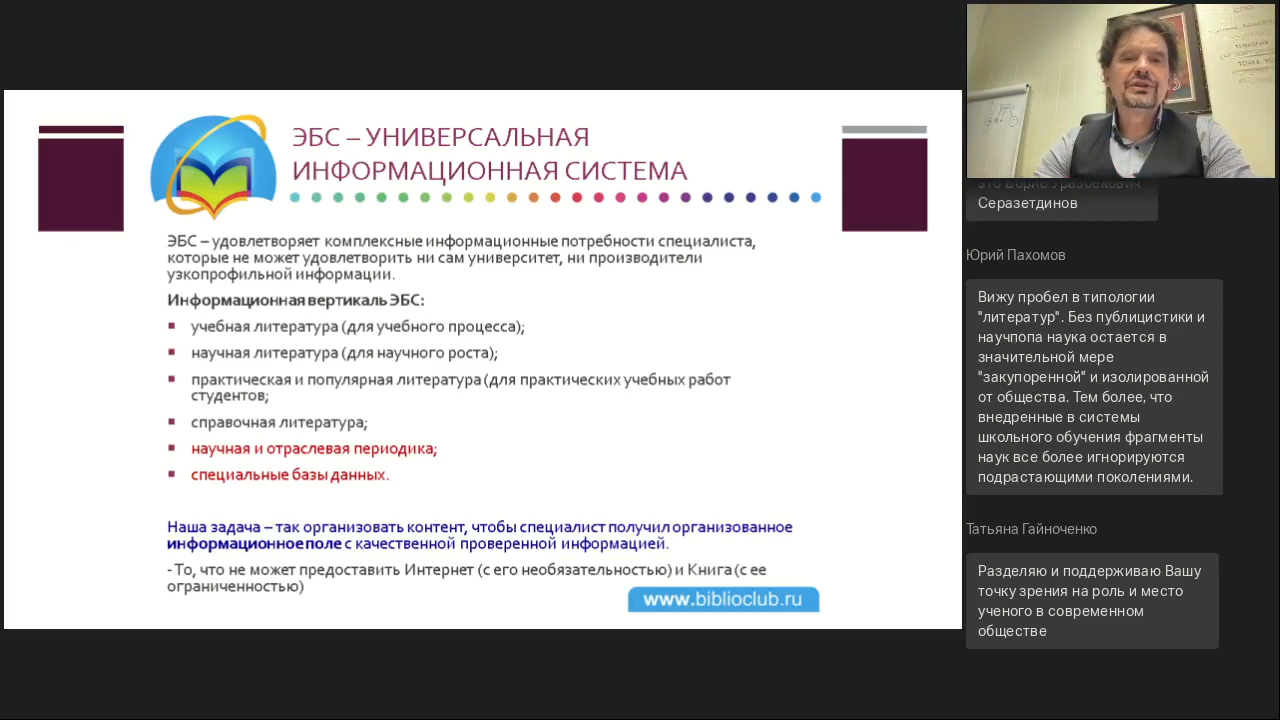 ЭБС – УНИВЕРСАЛЬНАЯ
ИНФОРМАЦИОННАЯ СИСТЕМА
ЭБС – удовлетворяет комплексные информационные потребности специалиста,
которые не может удовлетворить ни сам университет, ни производители
узкопрофильной информации.
Информационная вертикаль ЭБС:
учебная литература (для учебного процесса);
научная литература (для научного роста);
практическая и популярная литература (для практических учебных работ
студентов;
справочная литература;
научная и отраслевая периодика;
специальные базы данных.
Наша задача – так организовать контент, чтобы специалист получил организованное
информационное поле с качественной проверенной информацией.
- То, что не может предоставить Интернет (с его необязательностью) и Книга (с ее
ограниченностью)
www.biblioclub.ru
это Борис Уразбекович
Серазетдинов
Юрий Пахомов
Вижу пробел в типологии
"литератур". Без публицистики и
научпопа наука остается в
значительной мере
"закупоренной" и изолированной
от общества. Тем более, что
внедренные в системы
школьного обучения фрагменты
наук все более игнорируются
подрастающими поколениями.
Татьяна Гайноченко
Разделяю и поддерживаю Вашу
точку зрения на роль и место
ученого в современном
обществе